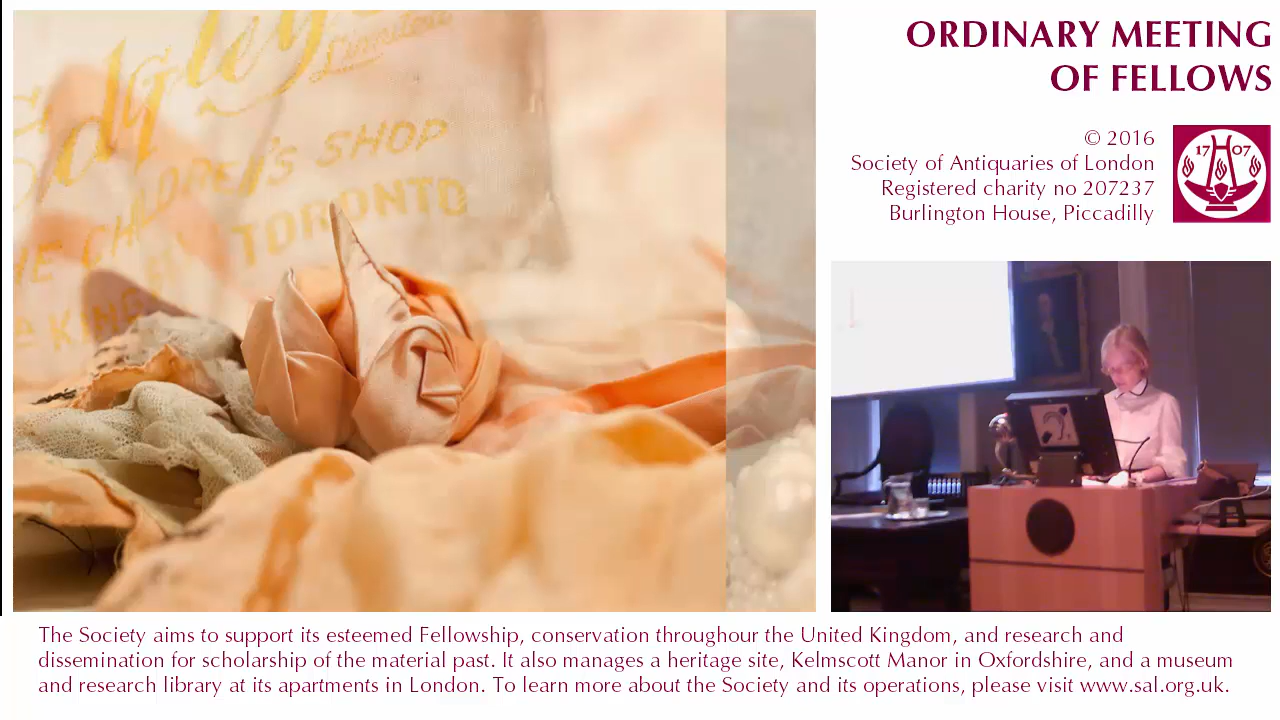 ORDINARY MEETING
OF FELLOWS
© 2016
Society of Antiquaries of London
Registered charity no 207237
Burlington House, Piccadilly
1707
SHOP
TORONTO
The Society aims to support its esteemed Fellowship, conservation throughour the United Kingdom, and research and
dissemination for scholarship of the material past. It also manages a heritage site, Kelmscott Manor in Oxfordshire, and a museum
and research library at its apartments in London. To learn more about the Society and its operations, please visit www.sal.org.uk.